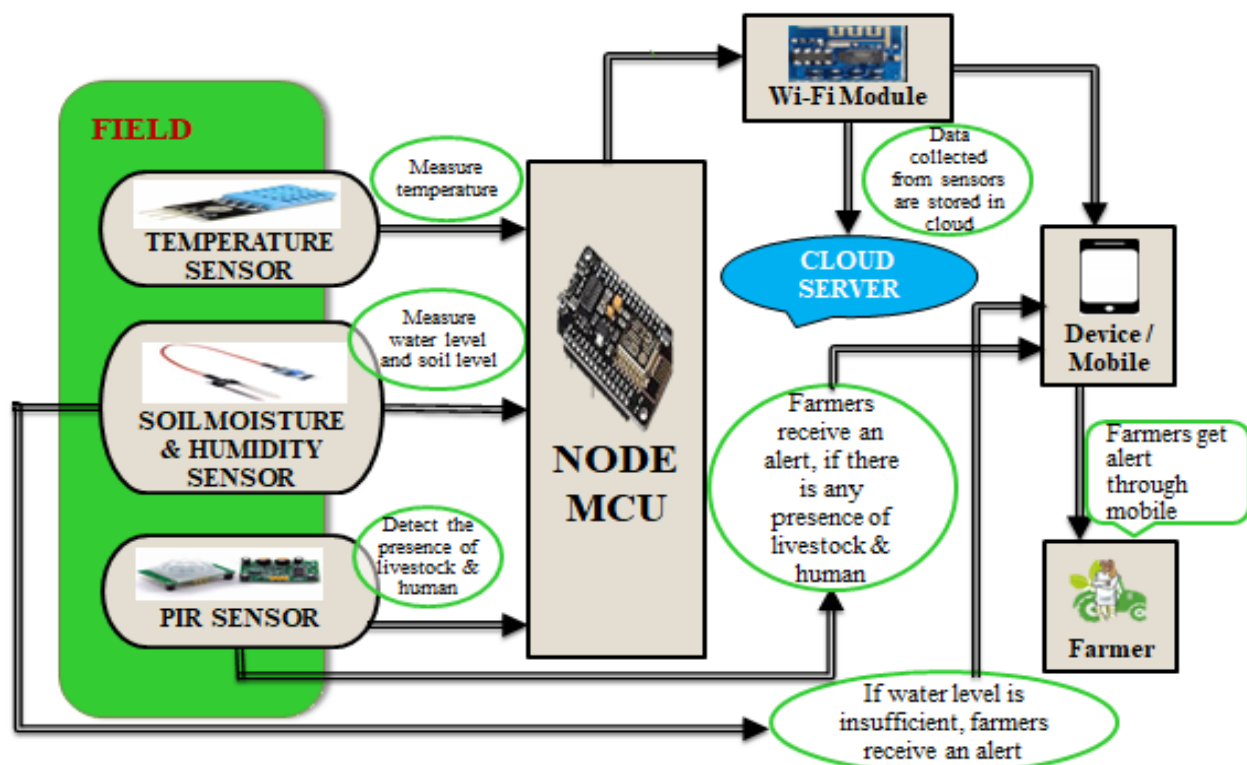 FIELD
TEMPERATURE
SENSOR
Measure
temperature
SOIL MOISTURE
& HUMIDITY
SENSOR
Measure
water level
and soil level
PIR SENSOR
Detect the
presence of
livestock &
human
NODE
MCU
Wi-Fi Module
Data
collected
from sensors
are stored in
cloud
CLOUD
SERVER
Device /
Mobile
Farmers
receive an
alert, if there
is any
presence of
livestock &
human
Farmers get
alert
through
mobile
Farmer
If water level is
insufficient, farmers
receive an alert